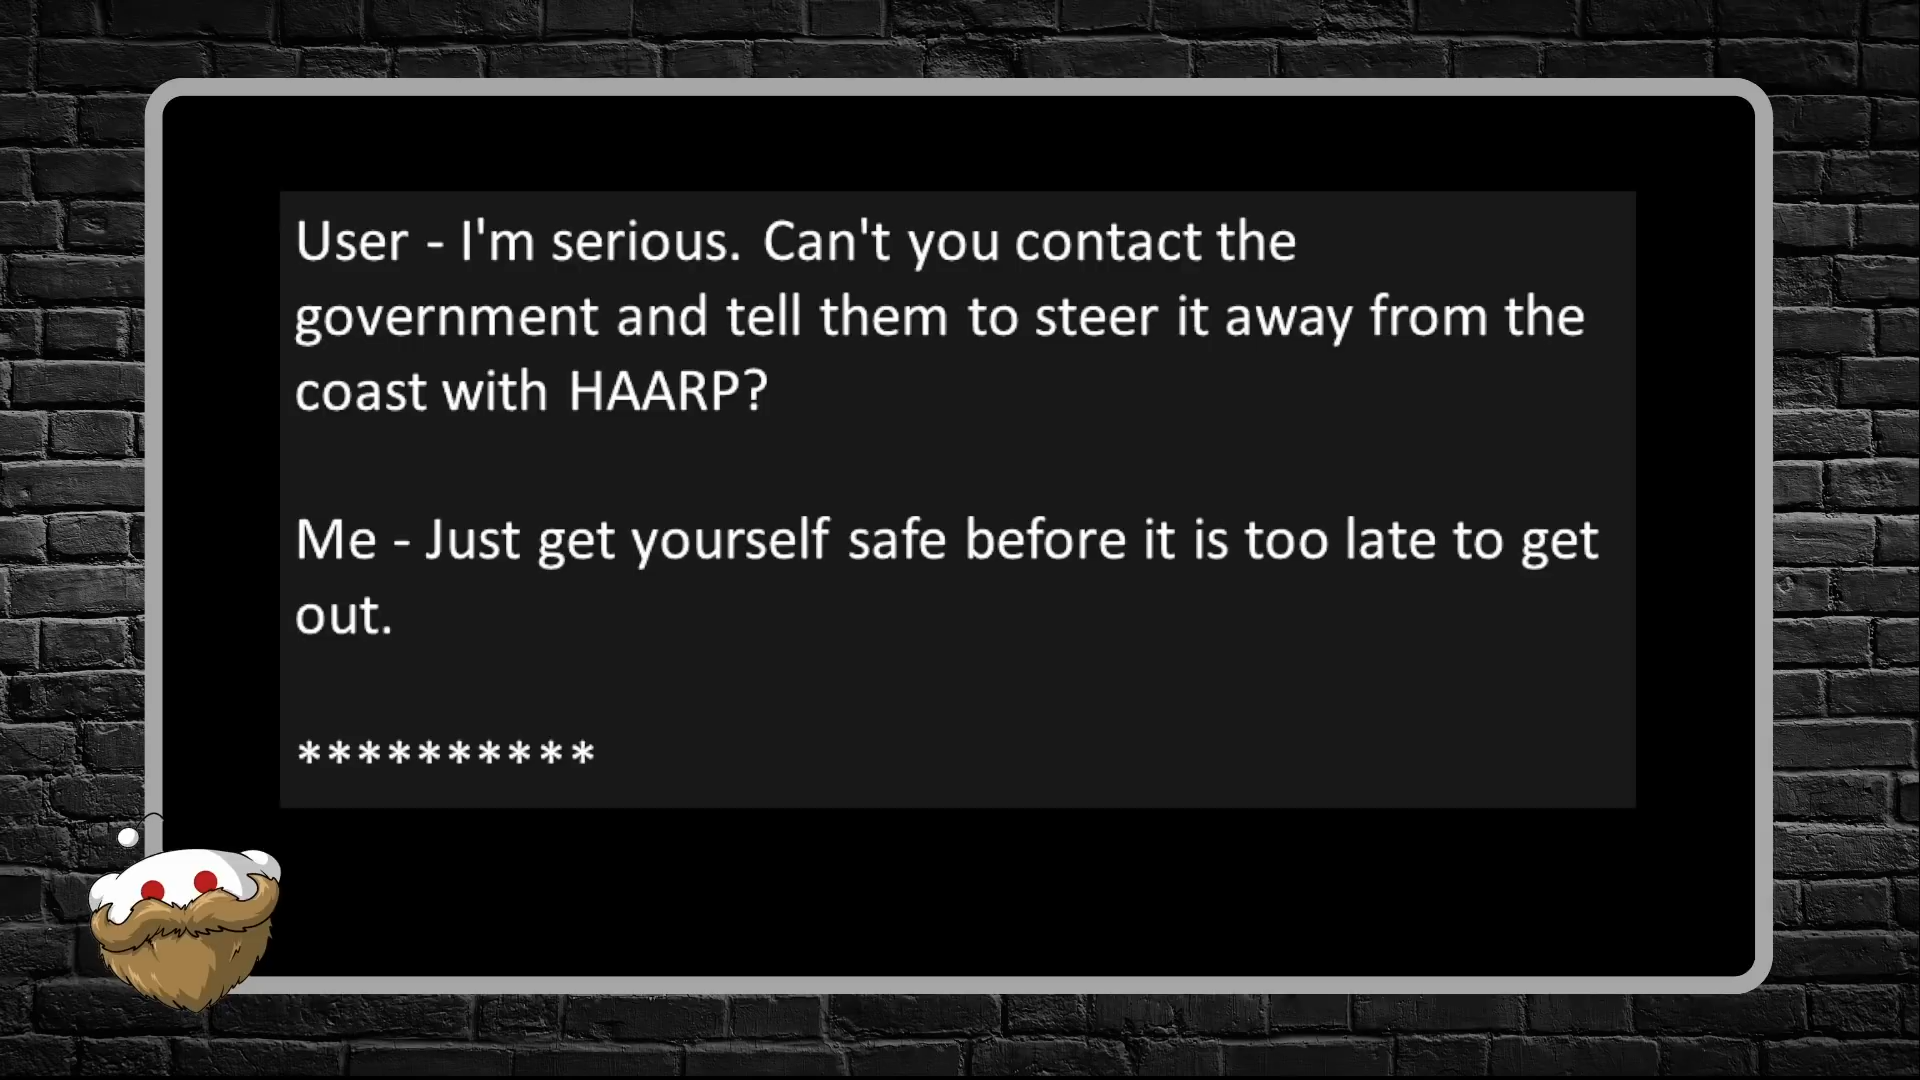 User - I'm serious. Can't you contact the
government and tell them to steer it away from the
coast with HAARP?
Me - Just get yourself safe before it is too late to get
out.
**********